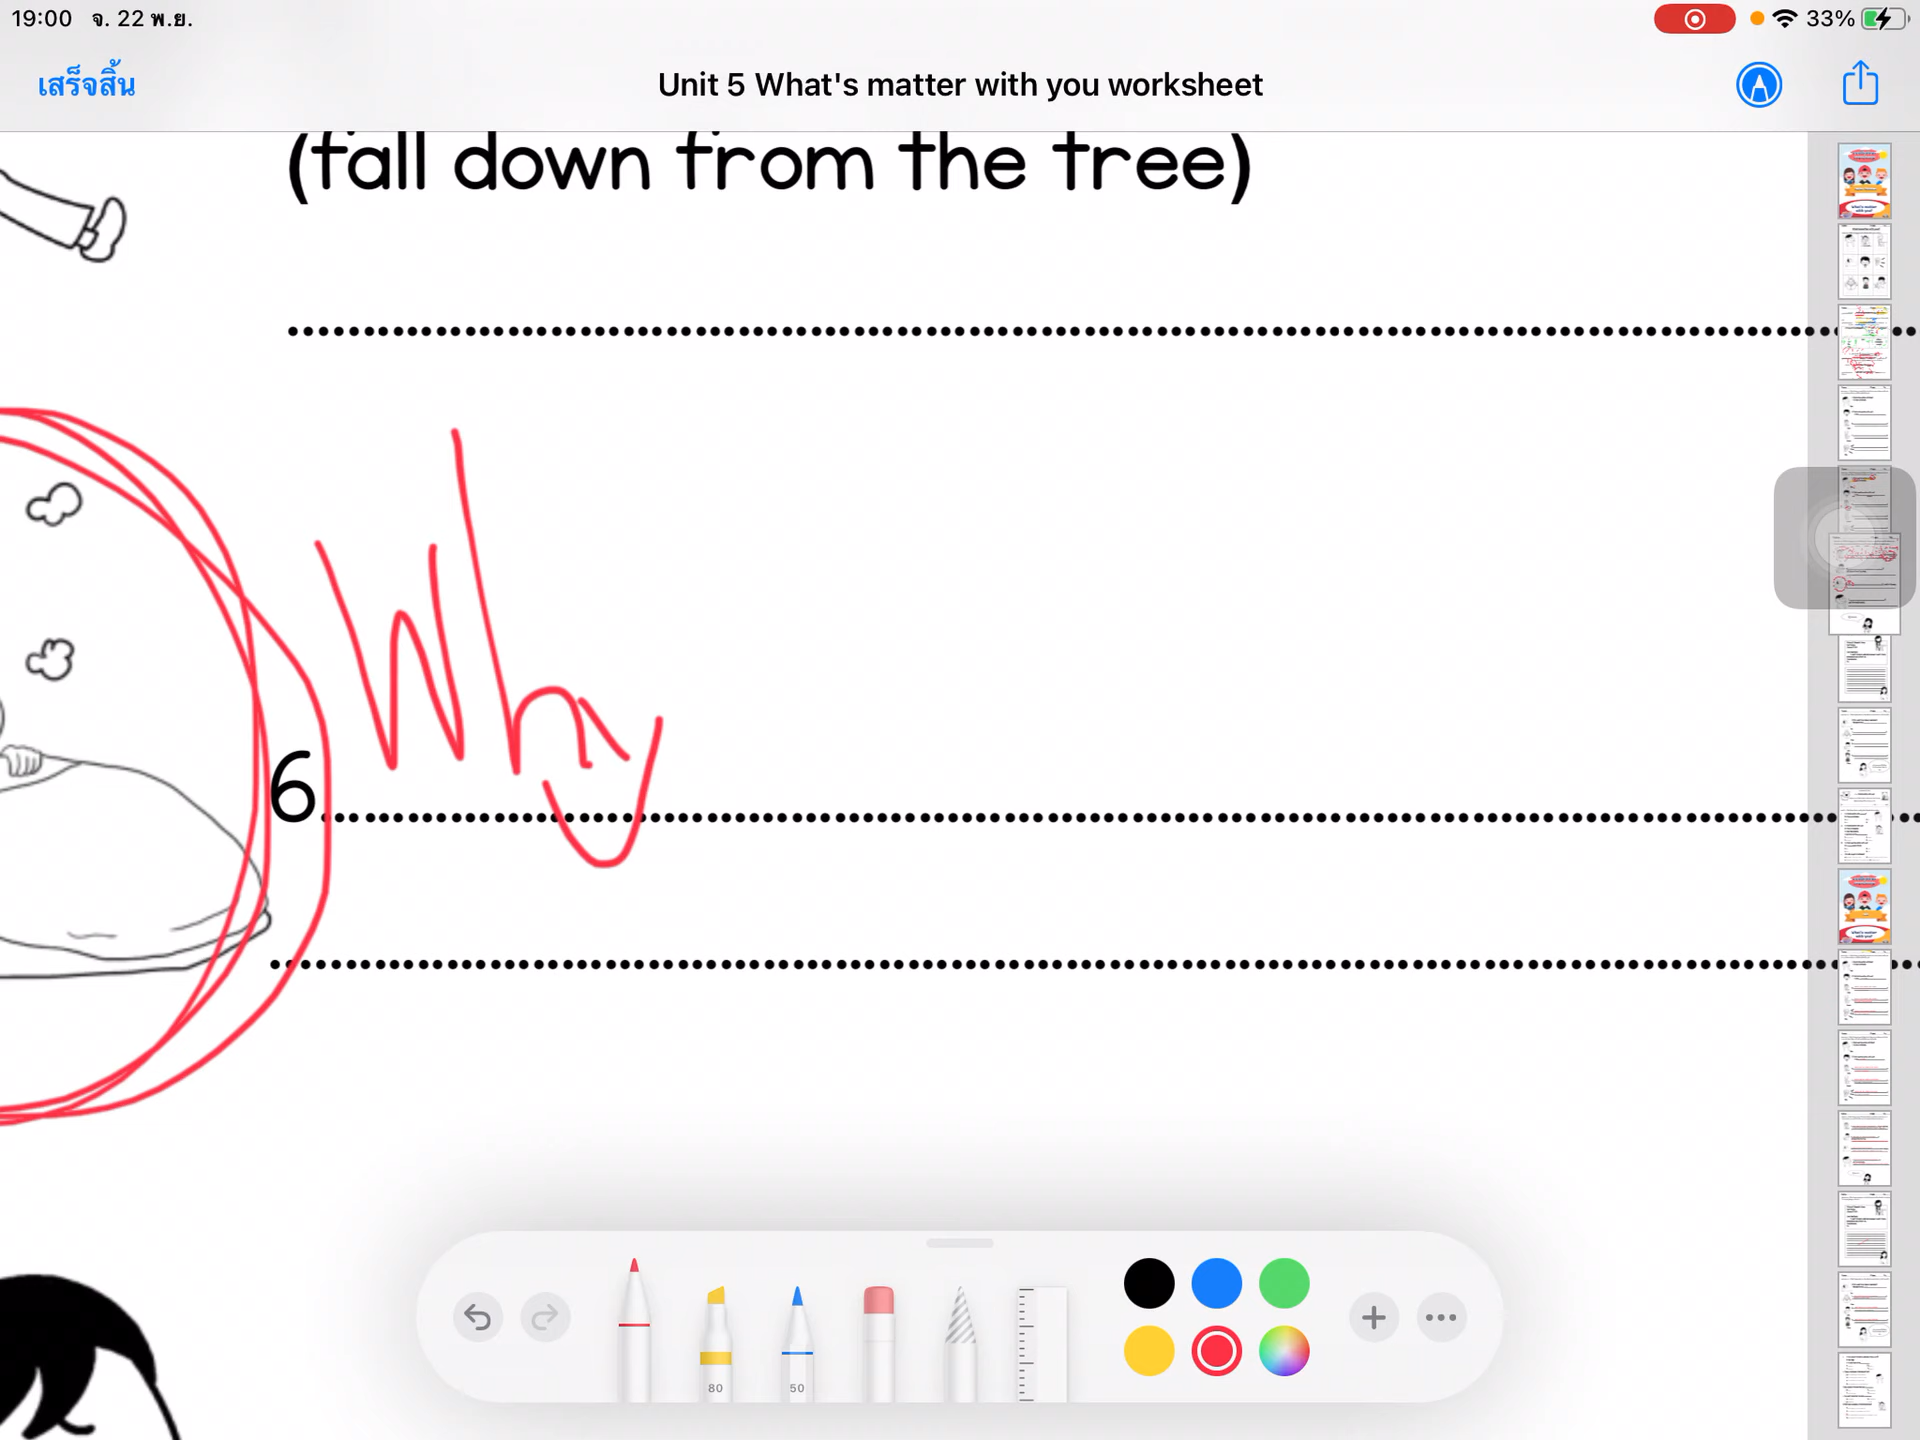 19:00 จ. 22 พ.ย. 33%
เสร็จสิ้น Unit 5 What's matter with you worksheet
(fall down from the tree)
Why
6
80 50